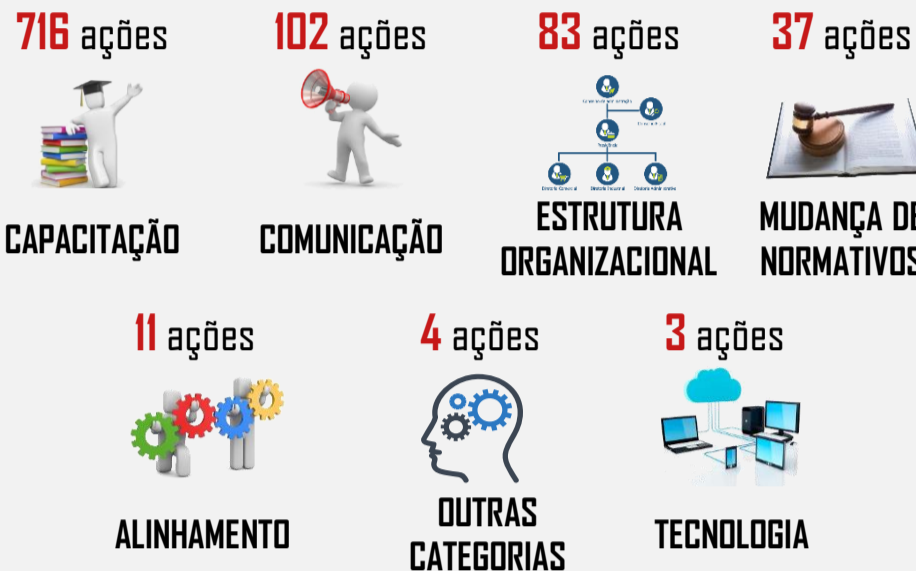 716 ações
102 ações
83 ações
37 ações
CAPACITAÇÃO
COMUNICAÇÃO
ESTRUTURA
ORGANIZACIONAL
MUDANÇA DE
NORMATIVOS
11 ações
4 ações
3 ações
ALINHAMENTO
OUTRAS
CATEGORIAS
TECNOLOGIA